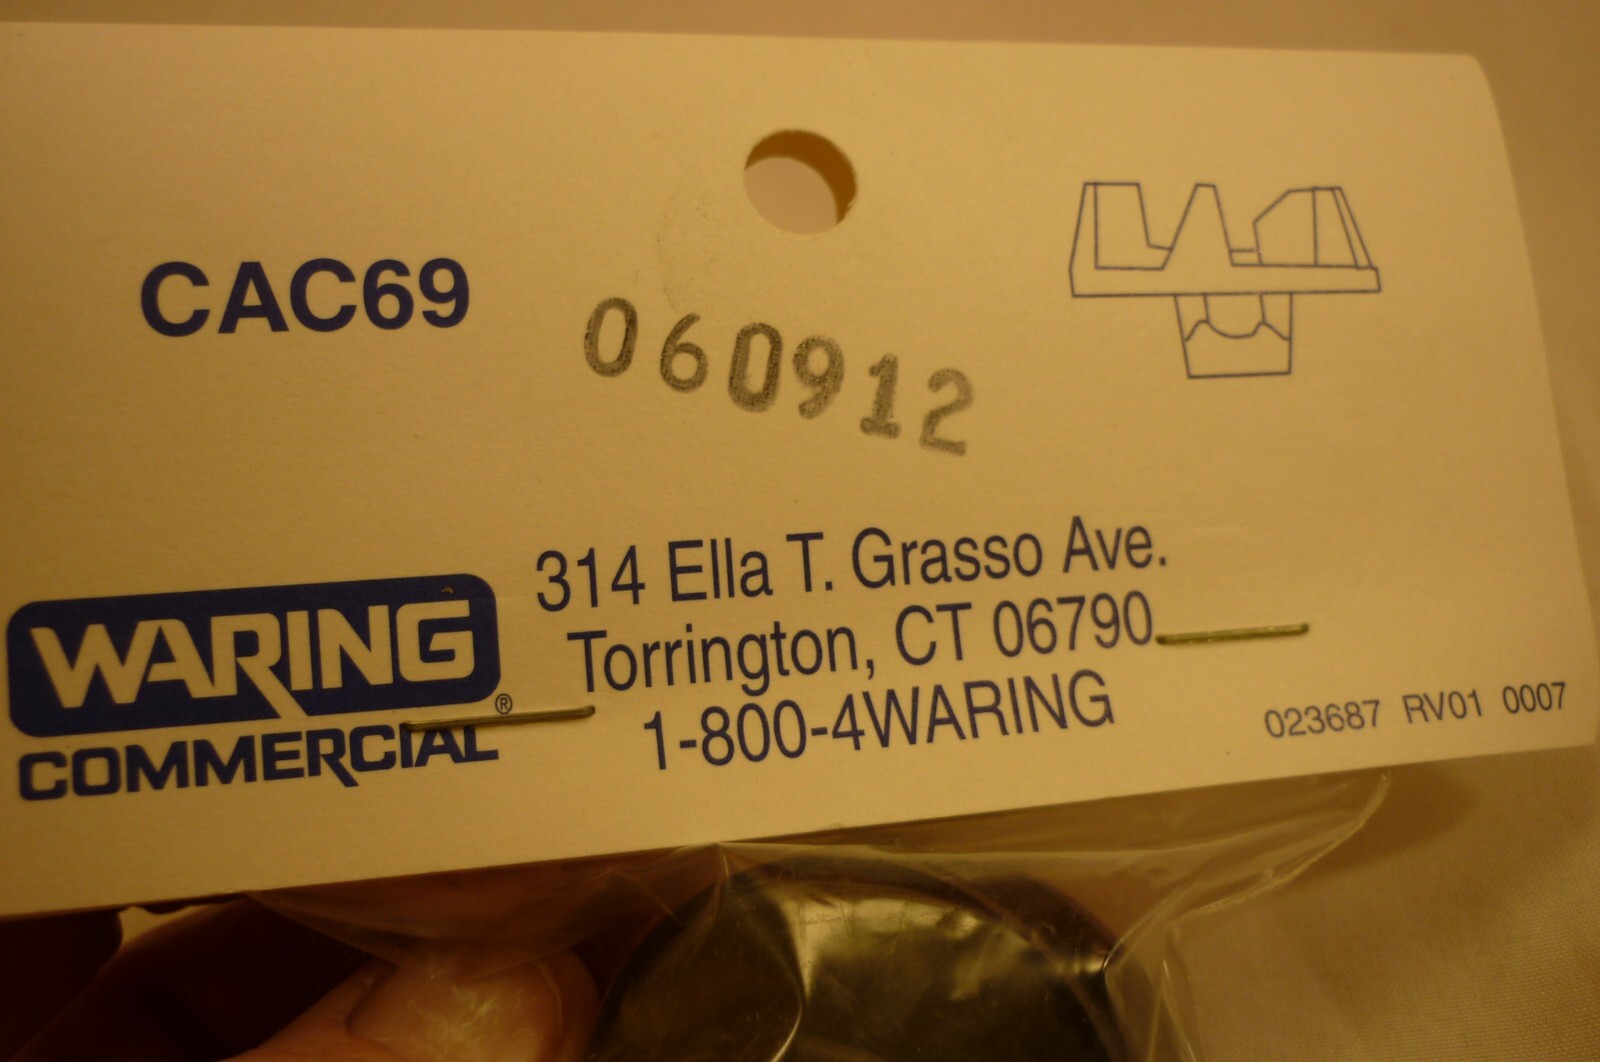 CAC69
060912
WARING
®
COMMERCIAL
314 Ella T. Grasso Ave.
Torrington, CT 06790
1-800-4WARING
023687 RV01 0007